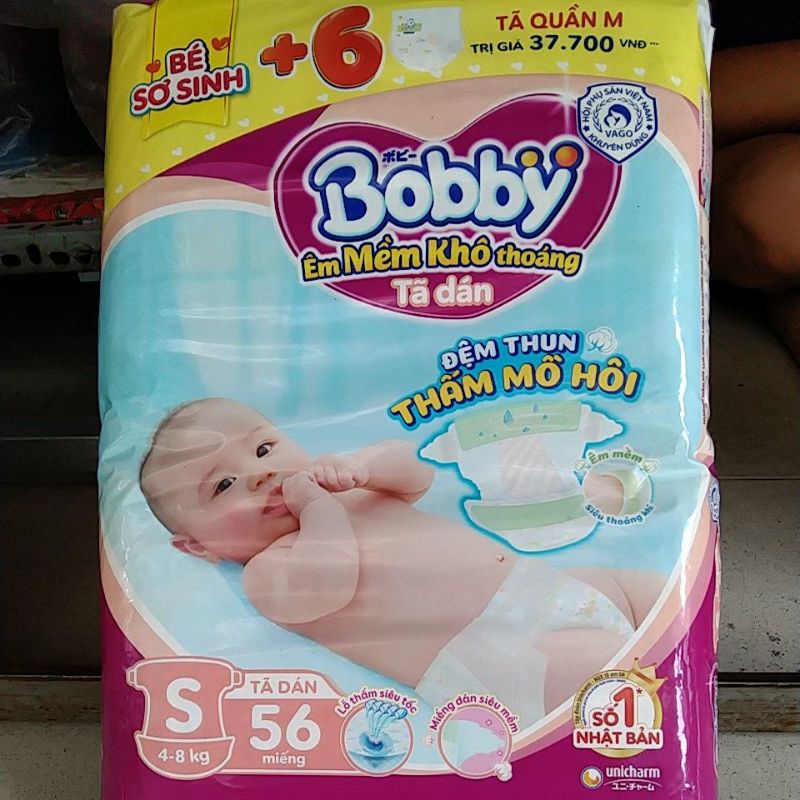 BÉ
SƠ SINH
+6
TÃ QUẦN M
TRỊ GIÁ 37.700 VNĐ
HỘI PHỤ SẢN VIỆT NAM
VAGO
KHUYÊN DÙNG
ボビー
Bobby
Êm Mềm Khô thoáng
Tã dán
ĐỆM THUN
THẤM MỒ HÔI
Êm mềm
Siêu thoáng khí
S
4-8 kg
TÃ DÁN
56
miếng
Lỗ thấm siêu tốc
Miếng dán siêu mềm
SỐ 1
NHẬT BẢN
unicharm
ユニ・チャーム